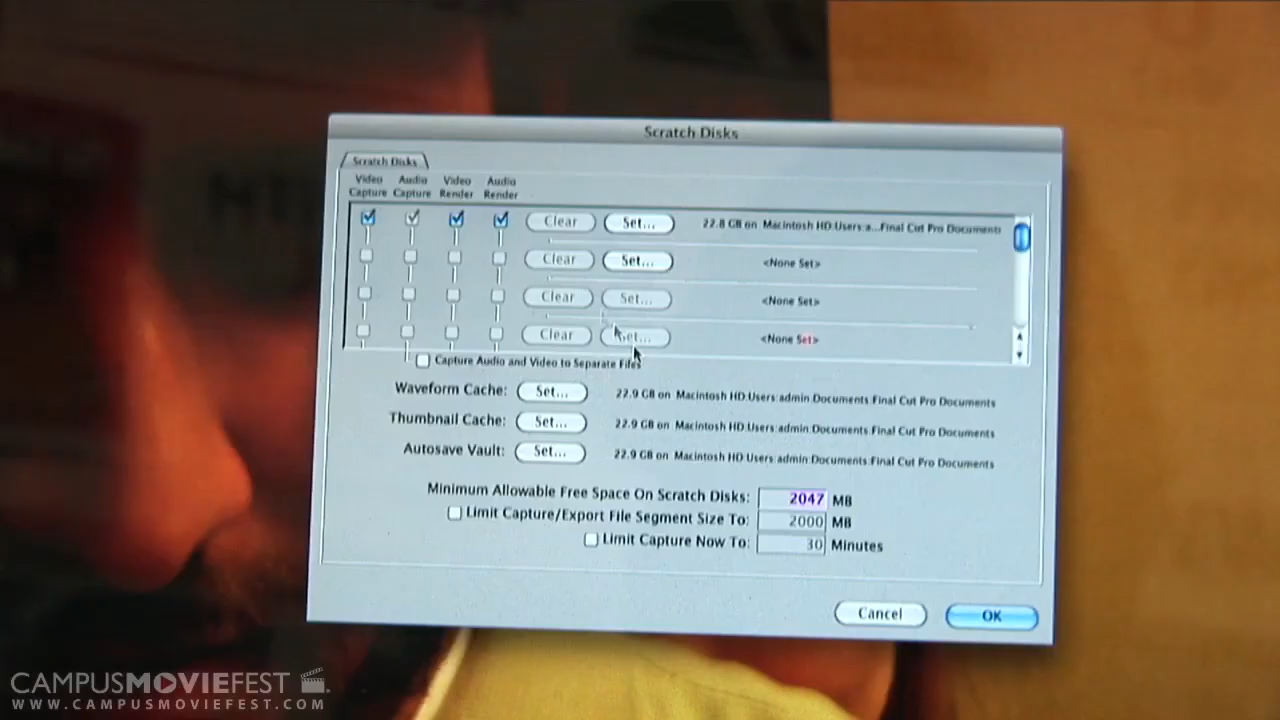 Scratch Disks
Scratch Disks
Video Capture
Audio Capture
Video Render
Audio Render
Clear Set... 22.8 GB on Macintosh HD:Users:a...Final Cut Pro Documents
Clear Set... <None Set>
Clear Set... <None Set>
Clear Set... <None Set>
Capture Audio and Video to Separate Files
Waveform Cache: Set... 22.9 GB on Macintosh HD:Users:admin:Documents:Final Cut Pro Documents
Thumbnail Cache: Set... 22.9 GB on Macintosh HD:Users:admin:Documents:Final Cut Pro Documents
Autosave Vault: Set... 22.9 GB on Macintosh HD:Users:admin:Documents:Final Cut Pro Documents
Minimum Allowable Free Space On Scratch Disks: 2047 MB
Limit Capture/Export File Segment Size To: 2000 MB
Limit Capture Now To: 30 Minutes
Cancel OK
CAMPUSMOVIEFEST
WWW.CAMPUSMOVIEFEST.COM